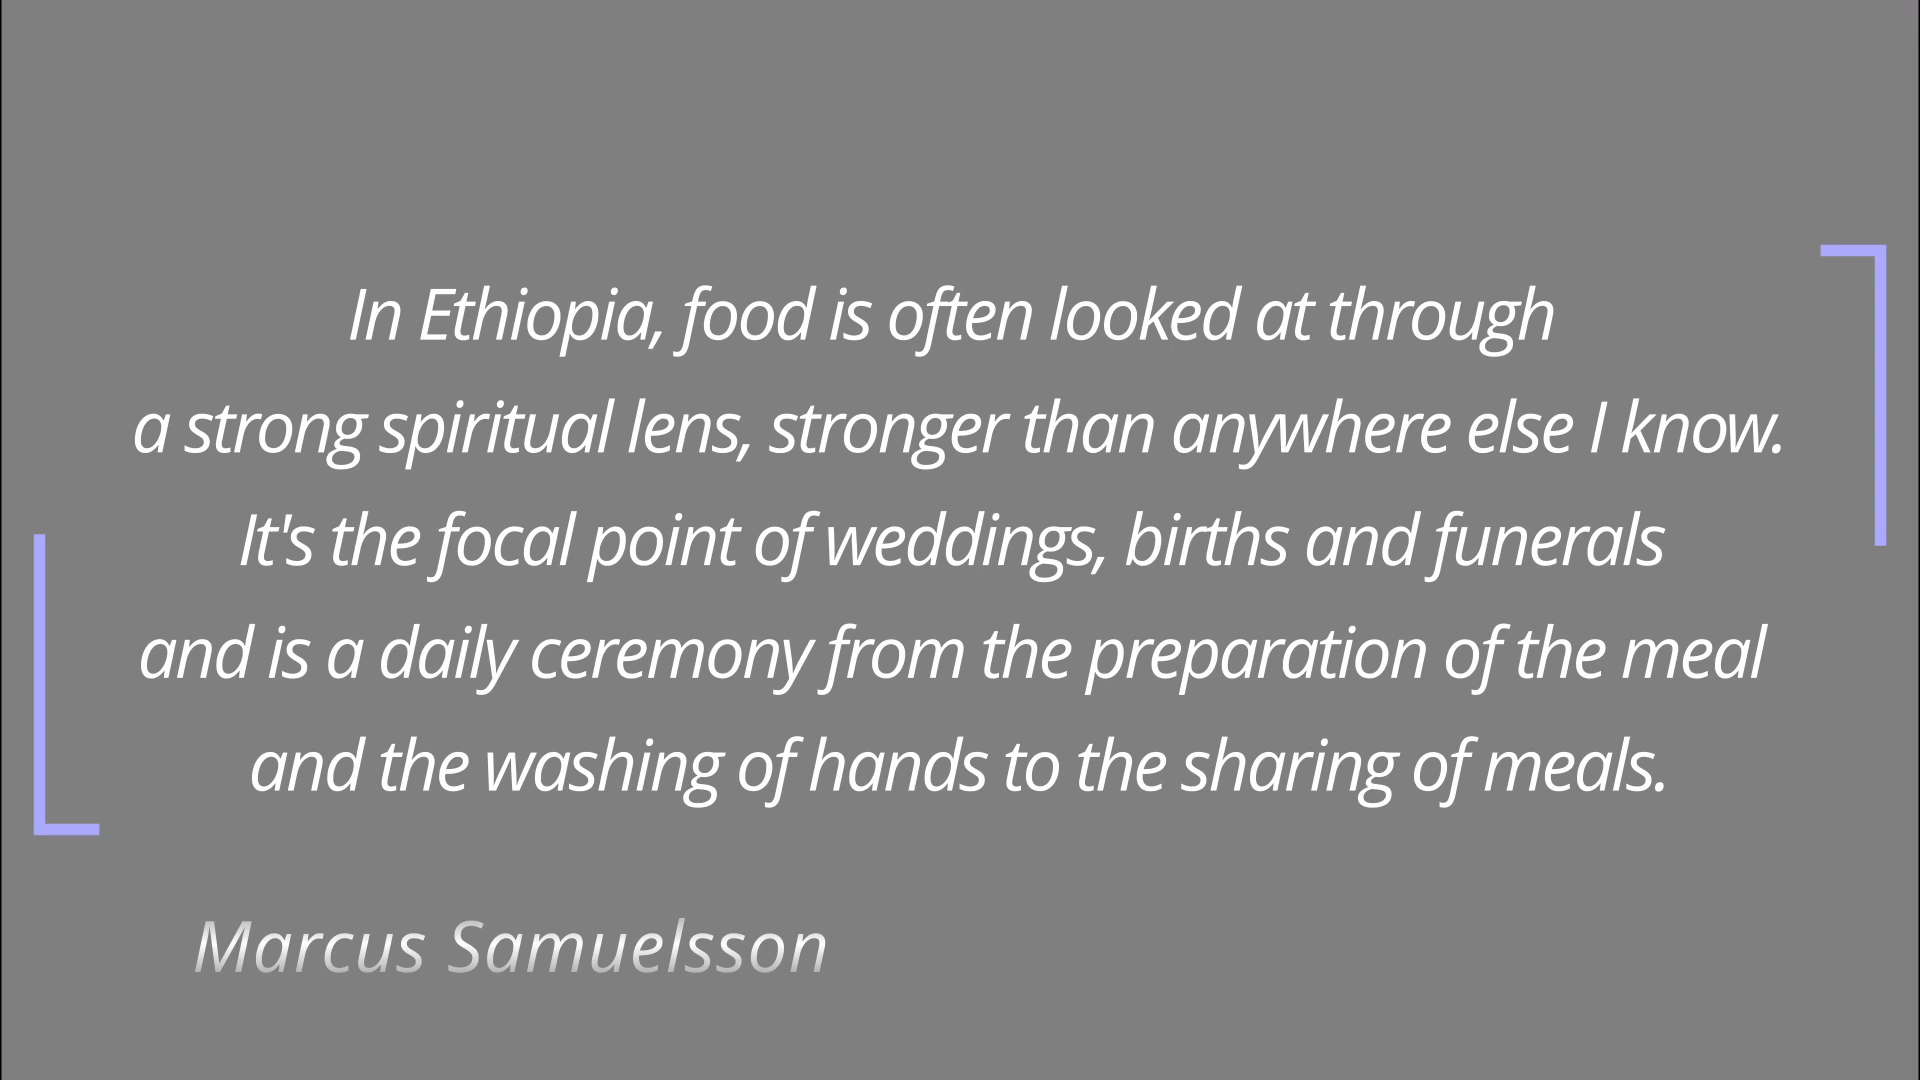 In Ethiopia, food is often looked at through
a strong spiritual lens, stronger than anywhere else I know.
It's the focal point of weddings, births and funerals
and is a daily ceremony from the preparation of the meal
and the washing of hands to the sharing of meals.
Marcus Samuelsson